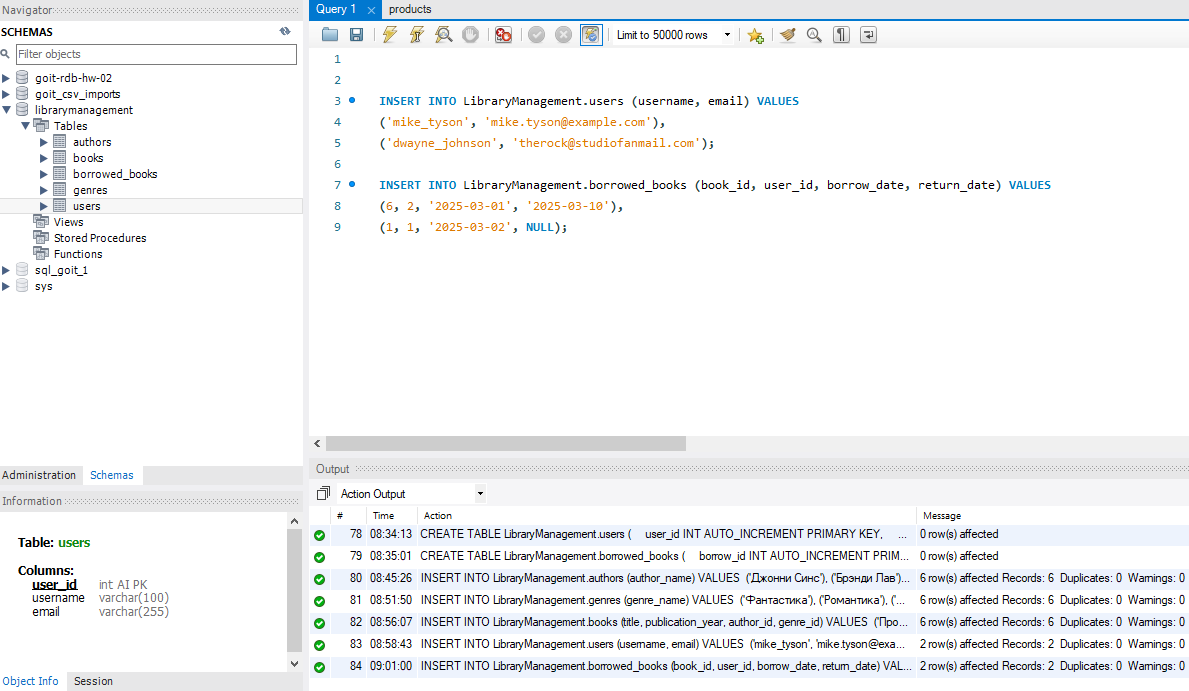 Navigator
SCHEMAS
Filter objects
goit-rdb-hw-02
goit_csv_imports
librarymanagement
Tables
authors
books
borrowed_books
genres
users
Views
Stored Procedures
Functions
sql_goit_1
sys
Administration Schemas
Information
Table: users
Columns:
user_id int AI PK
username varchar(100)
email varchar(255)
Object Info Session
Query 1 products
Limit to 50000 rows
1
2
3 INSERT INTO LibraryManagement.users (username, email) VALUES
4 ('mike_tyson', 'mike.tyson@example.com'),
5 ('dwayne_johnson', 'therock@studiofanmail.com');
6
7 INSERT INTO LibraryManagement.borrowed_books (book_id, user_id, borrow_date, return_date) VALUES
8 (6, 2, '2025-03-01', '2025-03-10'),
9 (1, 1, '2025-03-02', NULL);
Output
Action Output
# Time Action Message
78 08:34:13 CREATE TABLE LibraryManagement.users ( user_id INT AUTO_INCREMENT PRIMARY KEY, ... 0 row(s) affected
79 08:35:01 CREATE TABLE LibraryManagement.borrowed_books ( borrow_id INT AUTO_INCREMENT PRIM... 0 row(s) affected
80 08:45:26 INSERT INTO LibraryManagement.authors (author_name) VALUES ('Джонни Синс'), ('Брэнди Лав')... 6 row(s) affected Records: 6 Duplicates: 0 Warnings: 0
81 08:51:50 INSERT INTO LibraryManagement.genres (genre_name) VALUES ('Фантастика'), ('Романтика'), ('... 6 row(s) affected Records: 6 Duplicates: 0 Warnings: 0
82 08:56:07 INSERT INTO LibraryManagement.books (title, publication_year, author_id, genre_id) VALUES ('Про... 6 row(s) affected Records: 6 Duplicates: 0 Warnings: 0
83 08:58:43 INSERT INTO LibraryManagement.users (username, email) VALUES ('mike_tyson', 'mike.tyson@exa... 2 row(s) affected Records: 2 Duplicates: 0 Warnings: 0
84 09:01:00 INSERT INTO LibraryManagement.borrowed_books (book_id, user_id, borrow_date, return_date) VAL... 2 row(s) affected Records: 2 Duplicates: 0 Warnings: 0